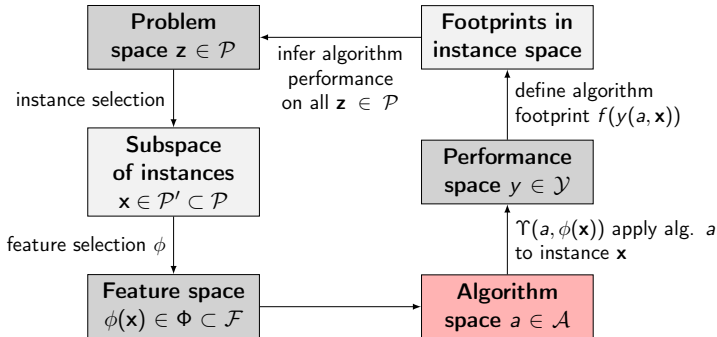 Problem
space z ∈ 𝒫
Footprints in
instance space
infer algorithm
performance
on all z ∈ 𝒫
instance selection
define algorithm
footprint f(y(a, x))
Subspace
of instances
x ∈ 𝒫′ ⊂ 𝒫
Performance
space y ∈ 𝒴
feature selection ϕ
ϒ(a, ϕ(x)) apply alg. a
to instance x
Feature space
ϕ(x) ∈ Φ ⊂ ℱ
Algorithm
space a ∈ 𝒜